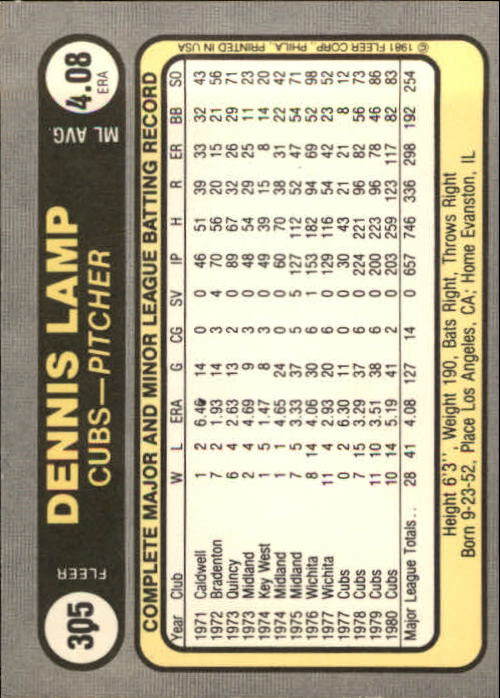 305
FLEER
DENNIS LAMP
CUBS—PITCHER
ML AVG.
4.08
ERA
COMPLETE MAJOR AND MINOR LEAGUE BATTING RECORD
Year Club W L ERA G CG SV IP H R ER BB SO
1971 Caldwell 1 2 6.46 14 0 0 46 51 39 33 32 43
1972 Bradenton 7 2 1.93 14 3 4 70 56 20 15 21 56
1973 Quincy 6 4 2.63 13 2 0 89 67 32 26 29 71
1973 Midland 2 4 4.69 9 3 0 48 54 29 25 11 23
1974 Key West 1 5 1.47 8 3 0 49 39 15 8 14 20
1974 Midland 1 1 4.65 24 0 0 60 70 38 31 22 42
1975 Midland 7 5 3.33 37 5 5 127 112 52 47 54 71
1976 Wichita 8 14 4.06 30 6 1 153 182 94 69 52 98
1977 Wichita 11 4 2.93 20 6 1 129 116 54 42 23 52
1977 Cubs 0 2 6.30 11 0 0 30 43 21 21 8 12
1978 Cubs 7 15 3.29 37 6 0 224 221 96 82 56 73
1979 Cubs 11 10 3.51 38 6 0 200 223 96 78 46 86
1980 Cubs 10 14 5.19 41 2 0 203 259 123 117 82 83
Major League Totals . . 28 41 4.08 127 14 0 657 746 336 298 192 254
Height 6'3", Weight 190, Bats Right, Throws Right
Born 9-23-52, Place Los Angeles, CA; Home Evanston, IL
© 1981 FLEER CORP., PHILA., PRINTED IN USA